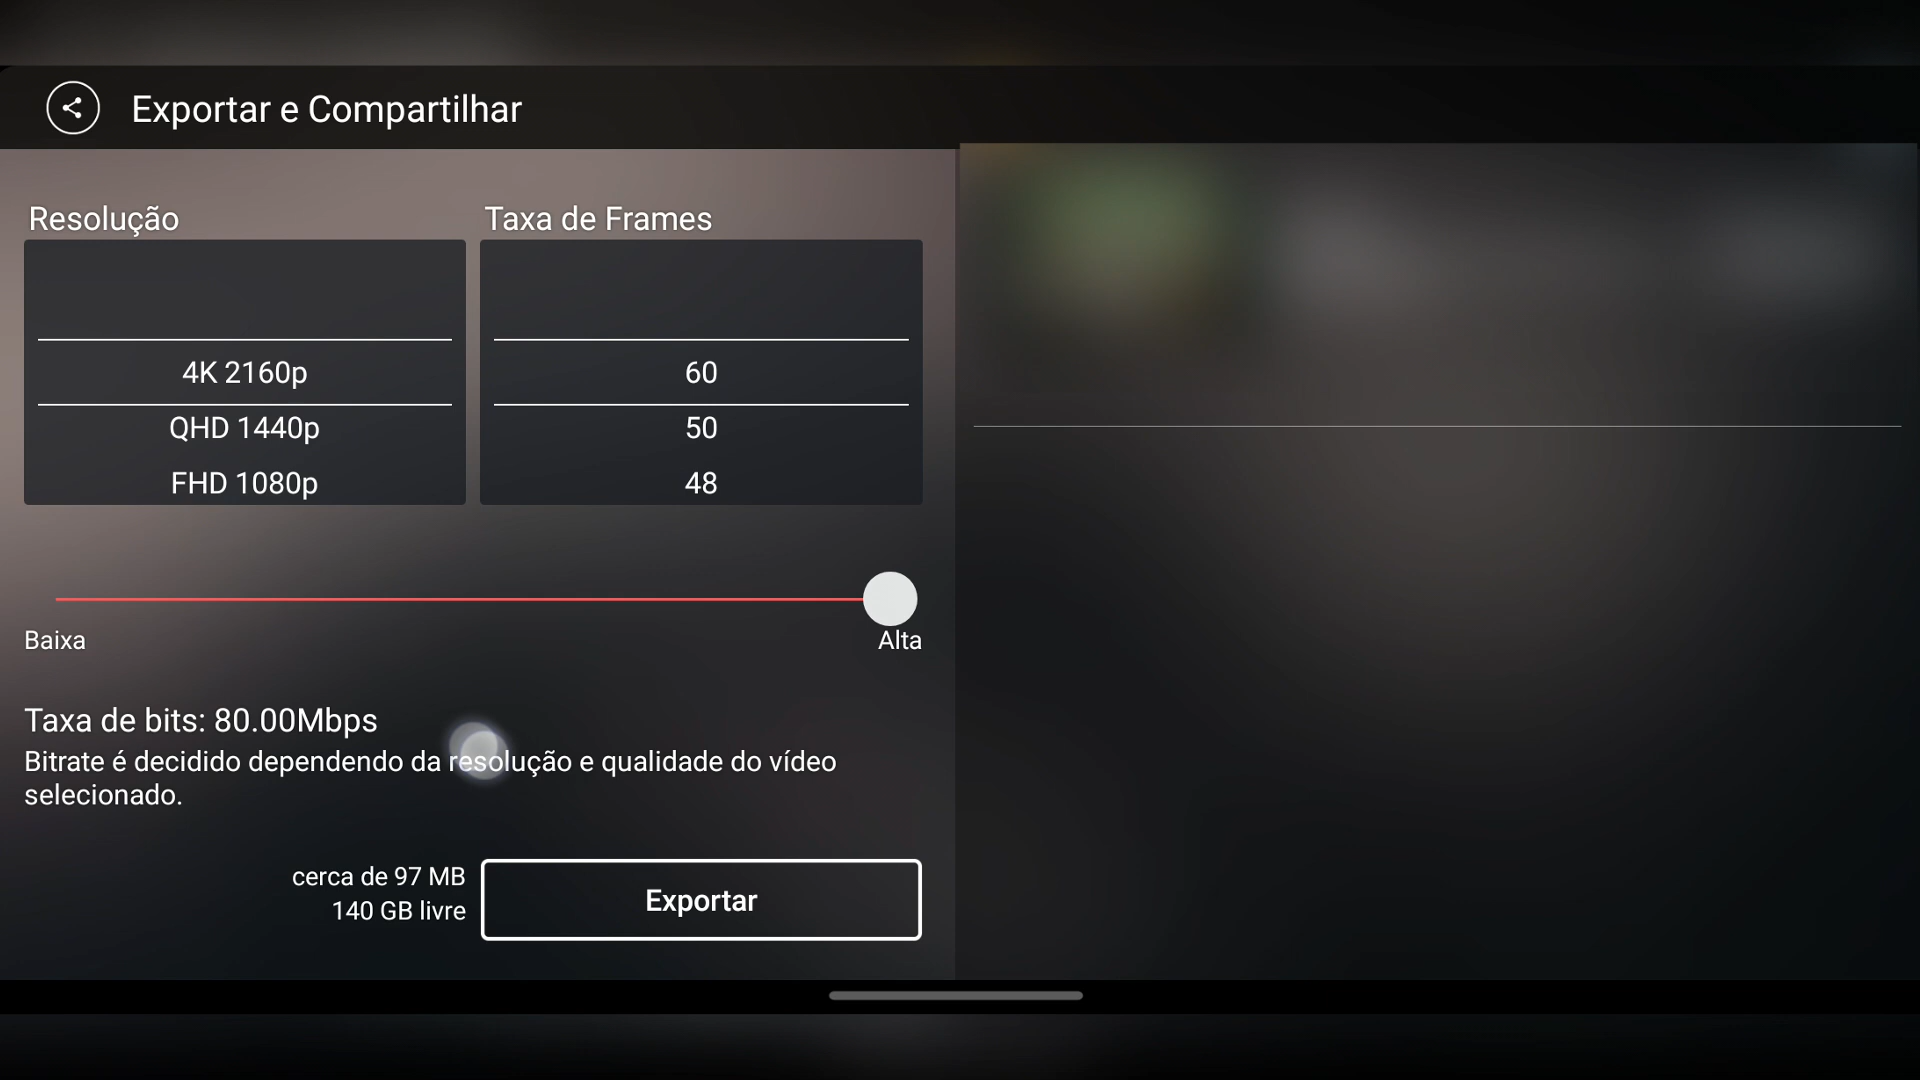 Exportar e Compartilhar
Resolução
4K 2160p
QHD 1440p
FHD 1080p
Taxa de Frames
60
50
48
Baixa
Alta
Taxa de bits: 80.00Mbps
Bitrate é decidido dependendo da resolução e qualidade do vídeo
selecionado.
cerca de 97 MB
140 GB livre
Exportar